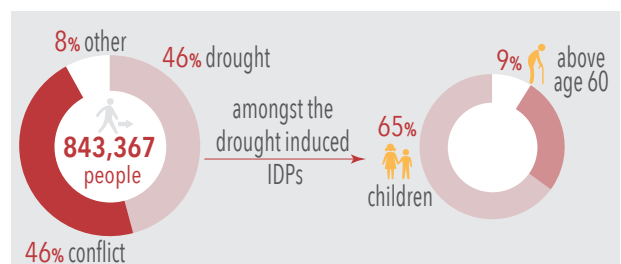 8% other
46% drought
843,367
people
46% conflict
amongst the
drought induced
IDPs
9% above
age 60
65%
children